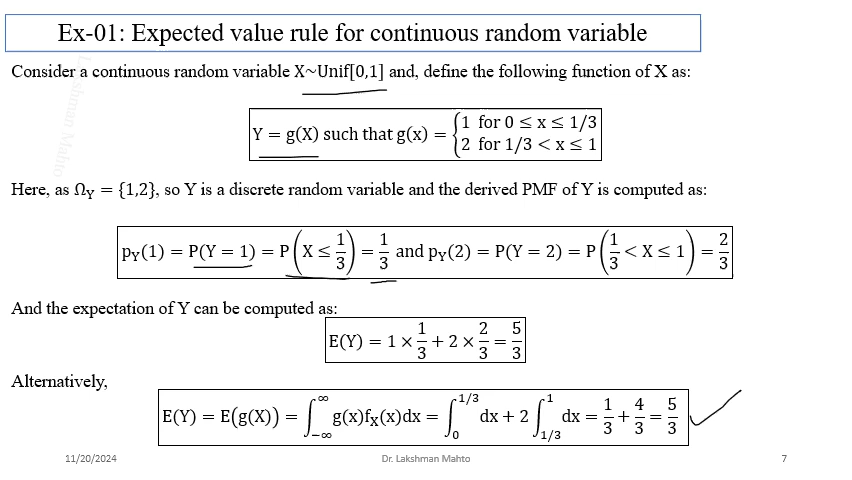 Ex-01: Expected value rule for continuous random variable
Consider a continuous random variable X~Unif[0,1] and, define the following function of X as:
Y = g(X) such that g(x) = {1 for 0 ≤ x ≤ 1/3
2 for 1/3 < x ≤ 1
Here, as Ω_Y = {1,2}, so Y is a discrete random variable and the derived PMF of Y is computed as:
p_Y(1) = P(Y = 1) = P(X ≤ 1/3) = 1/3 and p_Y(2) = P(Y = 2) = P(1/3 < X ≤ 1) = 2/3
And the expectation of Y can be computed as:
E(Y) = 1 × 1/3 + 2 × 2/3 = 5/3
Alternatively,
E(Y) = E(g(X)) = ∫_{-∞}^{∞} g(x)f_X(x)dx = ∫_0^{1/3} dx + 2 ∫_{1/3}^1 dx = 1/3 + 4/3 = 5/3
11/20/2024 Dr. Lakshman Mahto 7